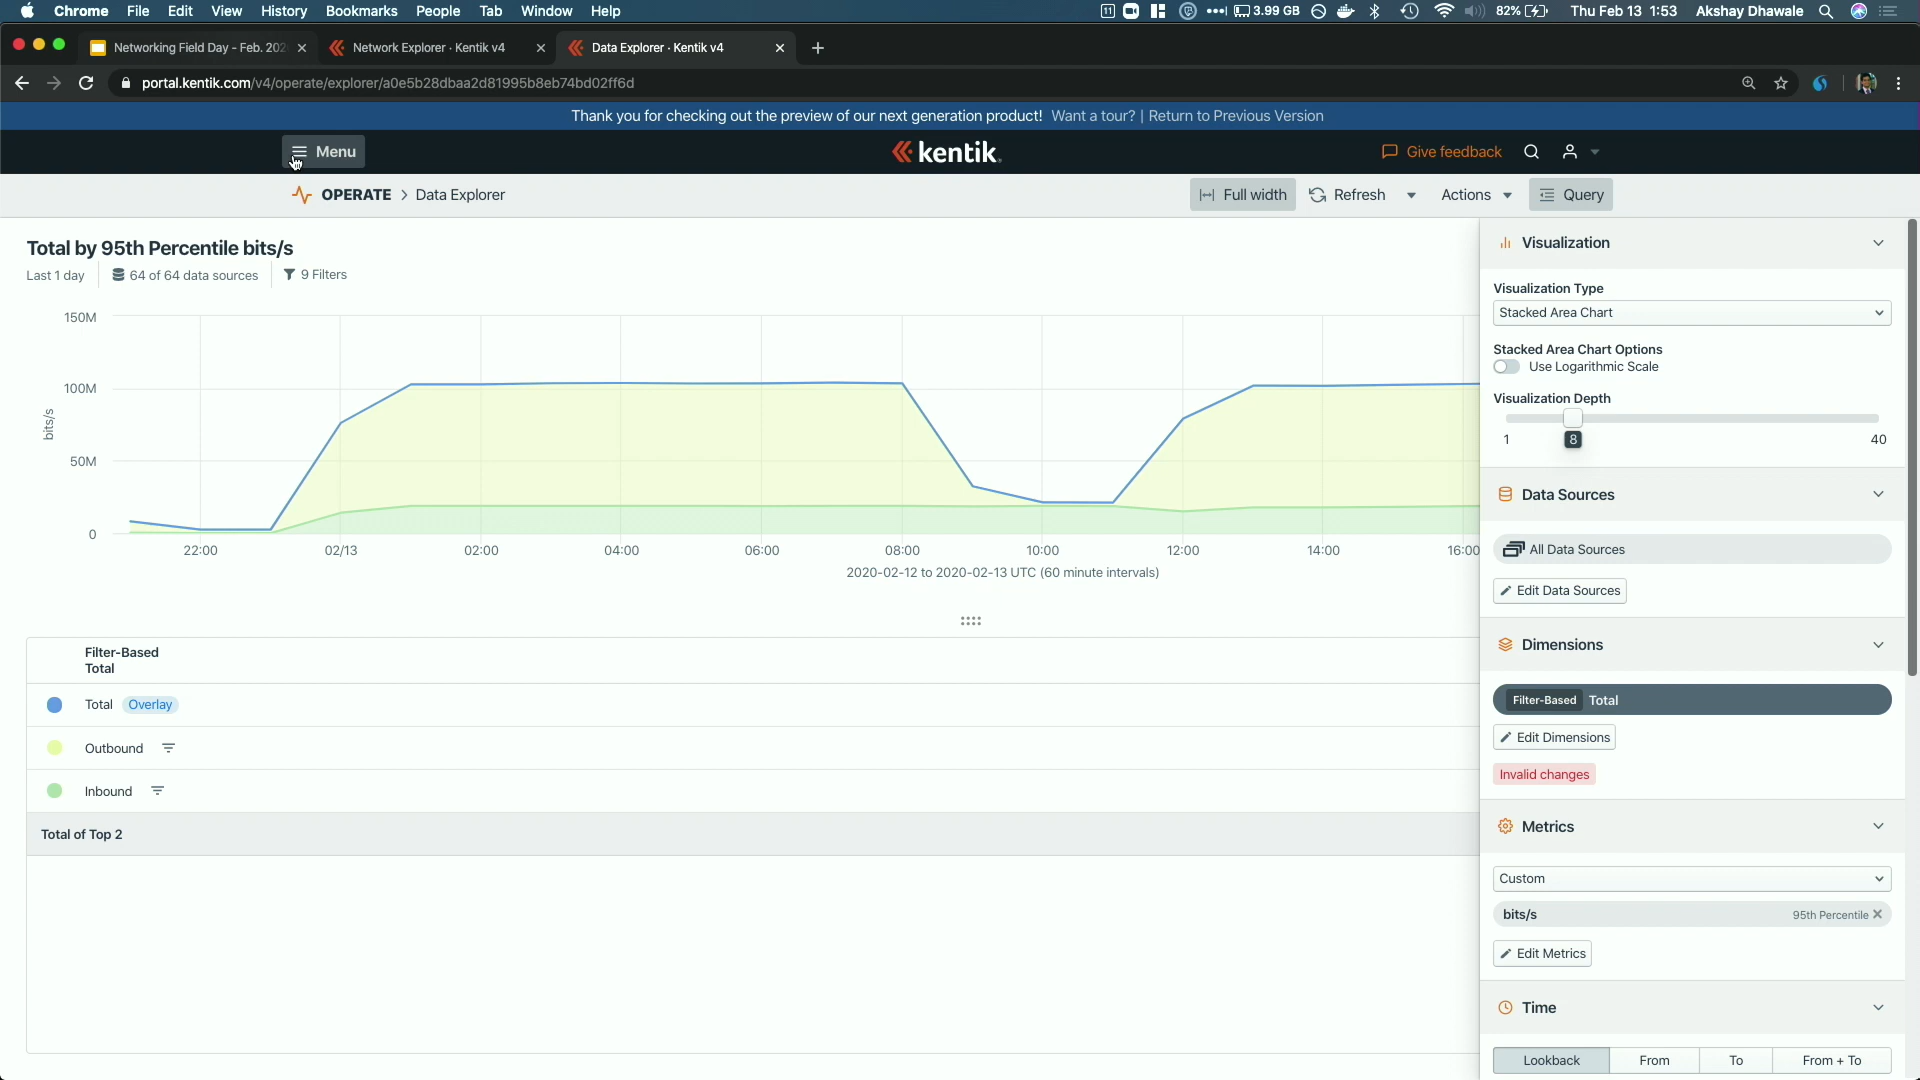 Chrome File Edit View History Bookmarks People Tab Window Help 11 3.99 GB 82% Thu Feb 13 1:53 Akshay Dhawale
Networking Field Day - Feb. 202 Network Explorer · Kentik v4 Data Explorer · Kentik v4
portal.kentik.com/v4/operate/explorer/a0e5b28dbaa2d81995b8eb74bd02ff6d
Thank you for checking out the preview of our next generation product! Want a tour? | Return to Previous Version
Menu kentik Give feedback
OPERATE > Data Explorer Full width Refresh Actions Query
Total by 95th Percentile bits/s
Last 1 day 64 of 64 data sources 9 Filters
150M
100M
50M
0
bits/s
22:00 02/13 02:00 04:00 06:00 08:00 10:00 12:00 14:00 16:00
2020-02-12 to 2020-02-13 UTC (60 minute intervals)
Filter-Based
Total
Total Overlay
Outbound
Inbound
Total of Top 2
Visualization
Visualization Type
Stacked Area Chart
Stacked Area Chart Options
Use Logarithmic Scale
Visualization Depth
1 8 40
Data Sources
All Data Sources
Edit Data Sources
Dimensions
Filter-Based Total
Edit Dimensions
Invalid changes
Metrics
Custom
bits/s 95th Percentile
Edit Metrics
Time
Lookback From To From + To